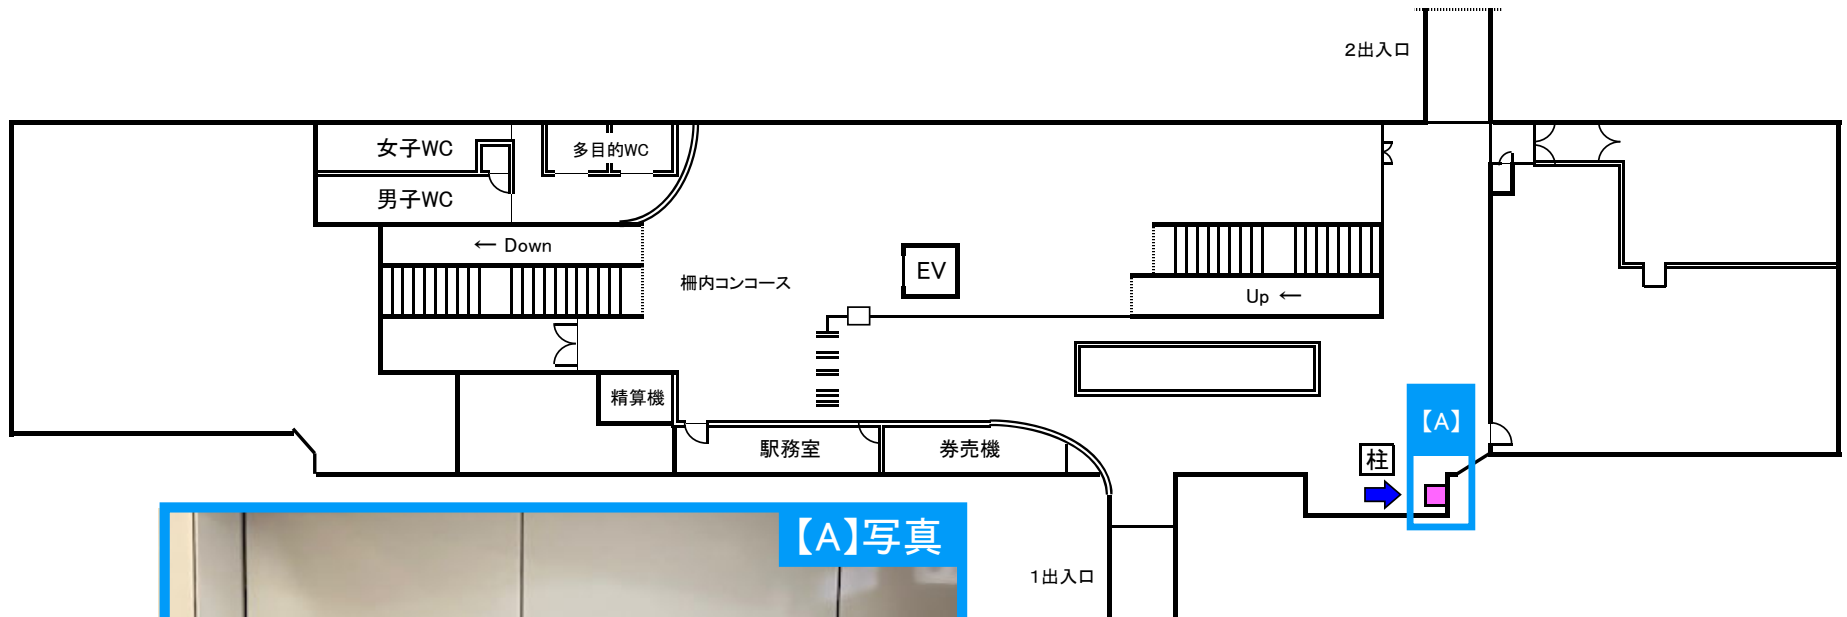 2出入口
女子WC
多目的WC
男子WC
← Down
EV
柵内コンコース
Up ←
精算機
【A】
駅務室
券売機
柱
【A】写真
1出入口